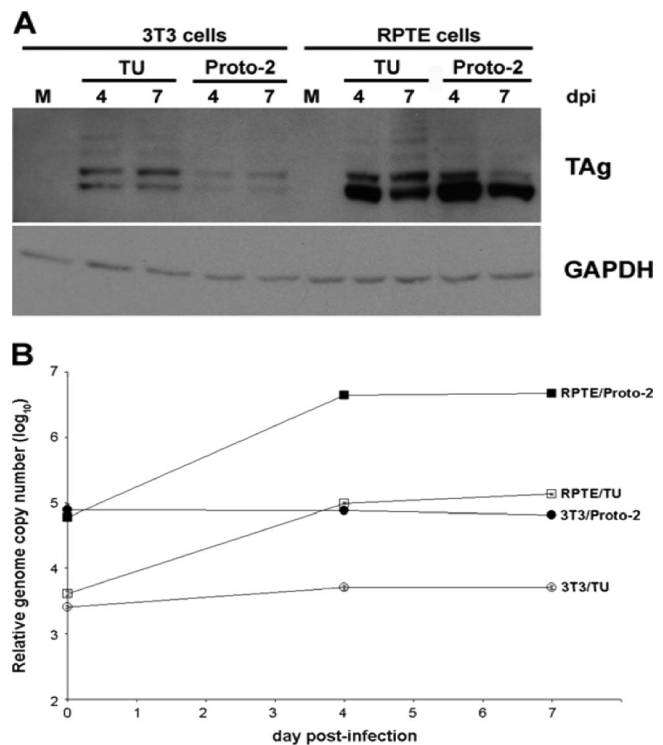 A
3T3 cells RPTE cells
TU Proto-2 TU Proto-2
M 4 7 4 7 M 4 7 4 7 dpi
TAg
GAPDH
B
Relative genome copy number (log10)
7
6
5
4
3
2
RPTE/Proto-2
RPTE/TU
3T3/Proto-2
3T3/TU
0 1 2 3 4 5 6 7
day post-infection